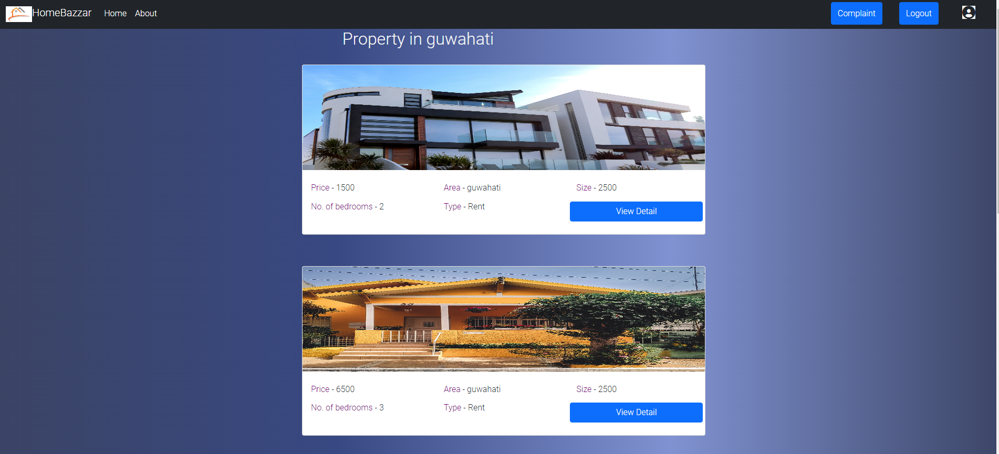 HomeBazzar Home About Complaint Logout
Property in guwahati
Price - 1500 Area - guwahati Size - 2500
No. of bedrooms - 2 Type - Rent View Detail
Price - 6500 Area - guwahati Size - 2500
No. of bedrooms - 3 Type - Rent View Detail